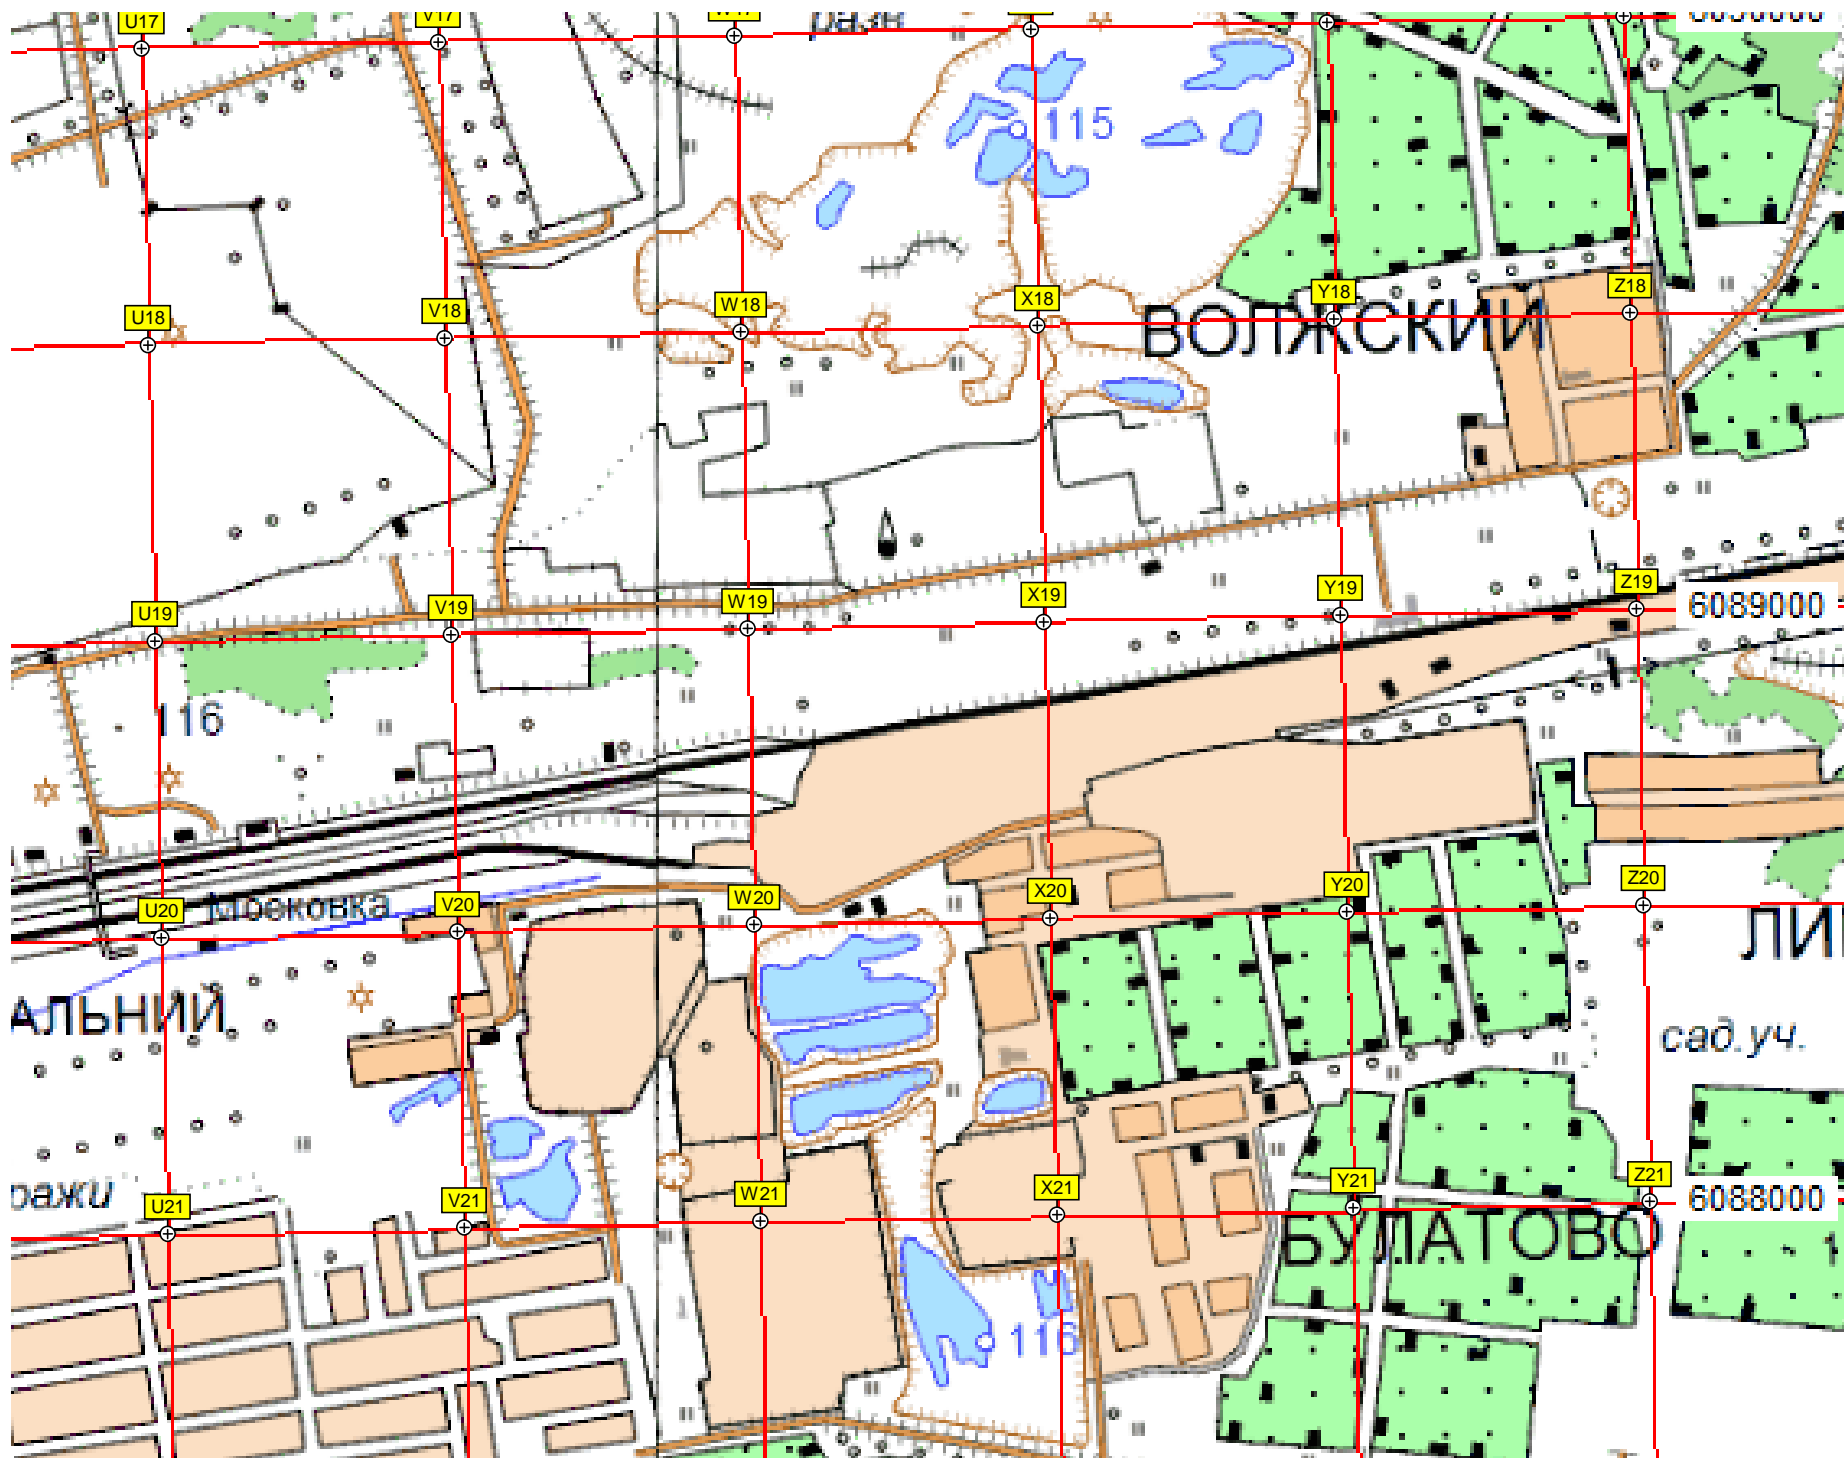 U17 V17 W17
115
U18 V18 W18 X18 Y18 Z18
ВОЛЖСКИЙ
U19 V19 W19 X19 Y19 Z19
6089000
116
U20 V20 W20 X20 Y20 Z20
Моековка
ЛИ
АЛЬНИЙ
сад.уч.
ражи
U21 V21 W21 X21 Y21 Z21
6088000
БУЛАТОВО
116